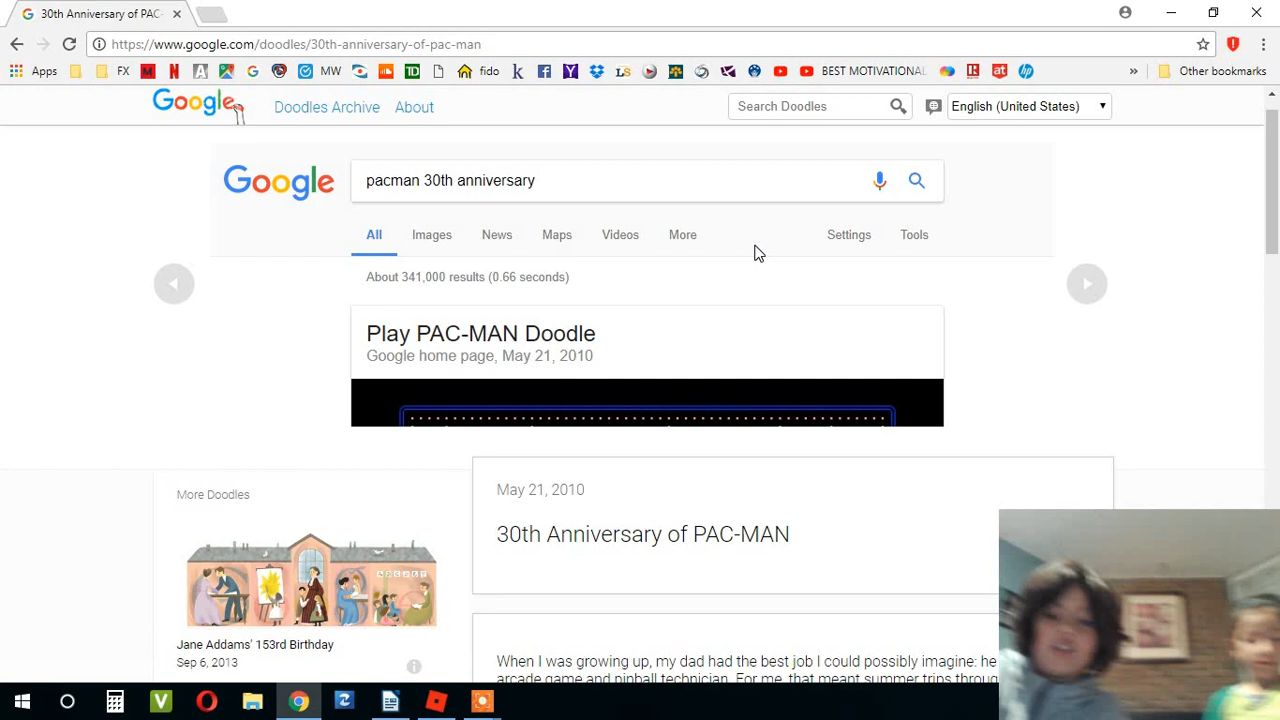 30th Anniversary of PAC-
https://www.google.com/doodles/30th-anniversary-of-pac-man
Apps FX MW fido BEST MOTIVATIONAL » Other bookmarks
Google Doodles Archive About Search Doodles English (United States)
Google pacman 30th anniversary
All Images News Maps Videos More Settings Tools
About 341,000 results (0.66 seconds)
Play PAC-MAN Doodle
Google home page, May 21, 2010
More Doodles
May 21, 2010
30th Anniversary of PAC-MAN
Jane Addams' 153rd Birthday
Sep 6, 2013
When I was growing up, my dad had the best job I could possibly imagine: he
arcade game and pinball technician. For me, that meant summer trips throug